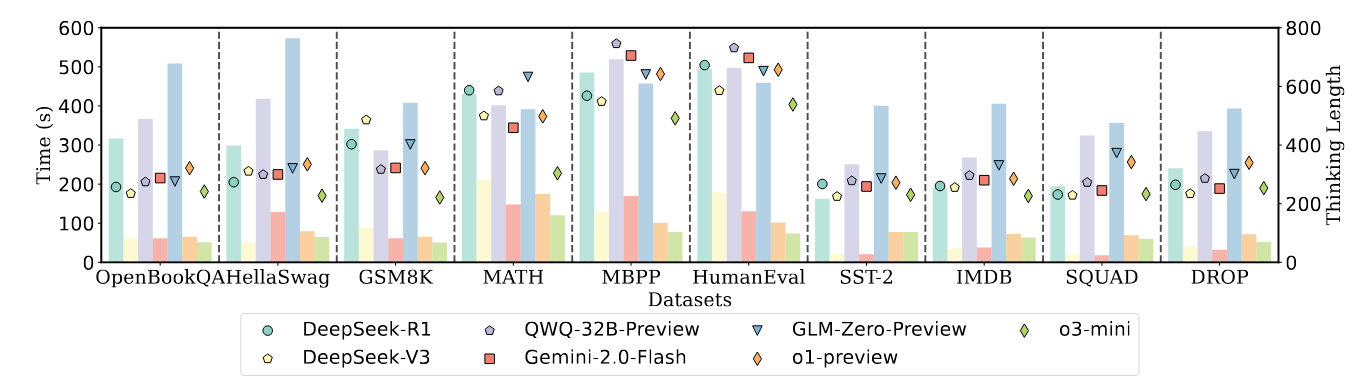 600
500
400
300
200
100
0
Time (s)
800
600
400
200
0
Thinking Length
OpenBookQA HellaSwag GSM8K MATH MBPP HumanEval SST-2 IMDB SQUAD DROP
Datasets
DeepSeek-R1 QWQ-32B-Preview GLM-Zero-Preview o3-mini
DeepSeek-V3 Gemini-2.0-Flash o1-preview